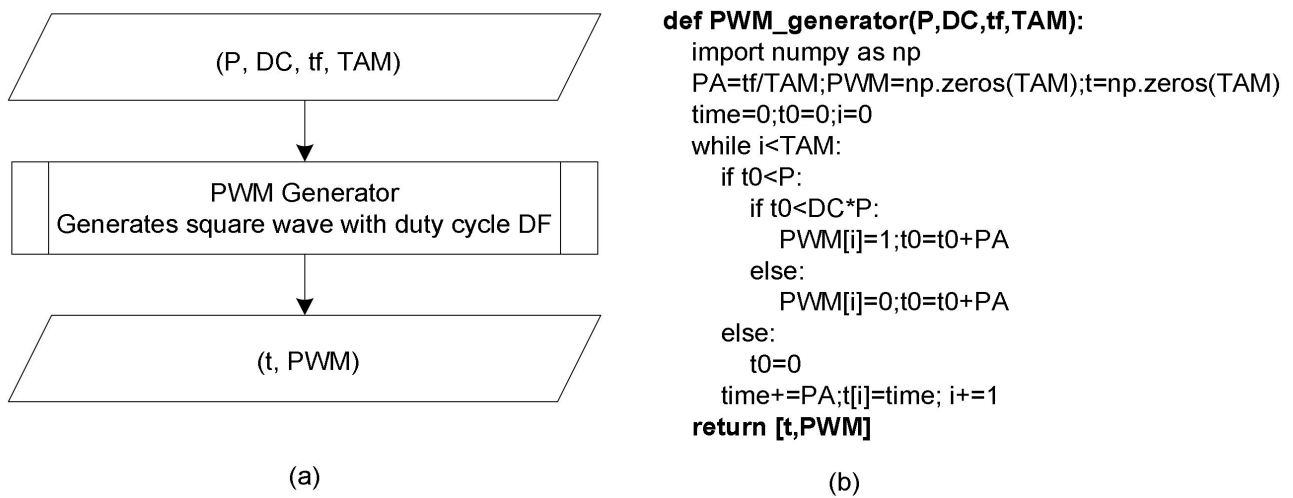 (P, DC, tf, TAM)
PWM Generator
Generates square wave with duty cycle DF
(t, PWM)
(a)
def PWM_generator(P,DC,tf,TAM):
import numpy as np
PA=tf/TAM;PWM=np.zeros(TAM);t=np.zeros(TAM)
time=0;t0=0;i=0
while i<TAM:
if t0<P:
if t0<DC*P:
PWM[i]=1;t0=t0+PA
else:
PWM[i]=0;t0=t0+PA
else:
t0=0
time+=PA;t[i]=time; i+=1
return [t,PWM]
(b)